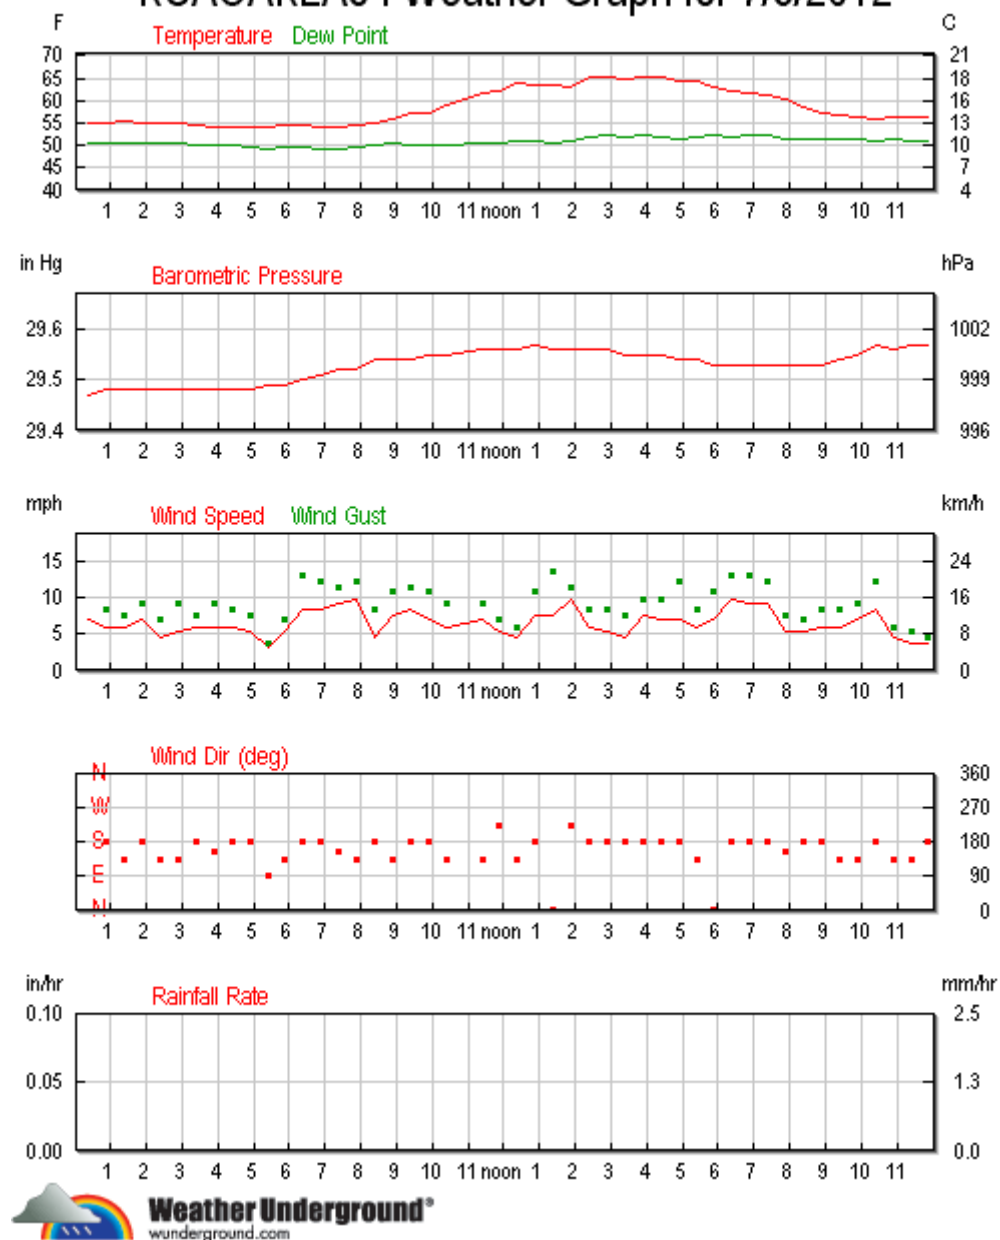 Weather Graph for
F C
Temperature Dew Point
70 21
65 18
60 16
55 13
50 10
45 7
40 4
1 2 3 4 5 6 7 8 9 10 11 noon 1 2 3 4 5 6 7 8 9 10 11
in Hg hPa
Barometric Pressure
29.6 1002
29.5 999
29.4 996
1 2 3 4 5 6 7 8 9 10 11 noon 1 2 3 4 5 6 7 8 9 10 11
mph km/h
Wind Speed Wind Gust
15 24
10 16
5 8
0 0
1 2 3 4 5 6 7 8 9 10 11 noon 1 2 3 4 5 6 7 8 9 10 11
Wind Dir (deg)
N 360
W 270
S 180
E 90
N 0
1 2 3 4 5 6 7 8 9 10 11 noon 1 2 3 4 5 6 7 8 9 10 11
in/hr mm/hr
Rainfall Rate
0.10 2.5
0.05 1.3
0.00 0.0
1 2 3 4 5 6 7 8 9 10 11 noon 1 2 3 4 5 6 7 8 9 10 11
Weather Underground®
wunderground.com